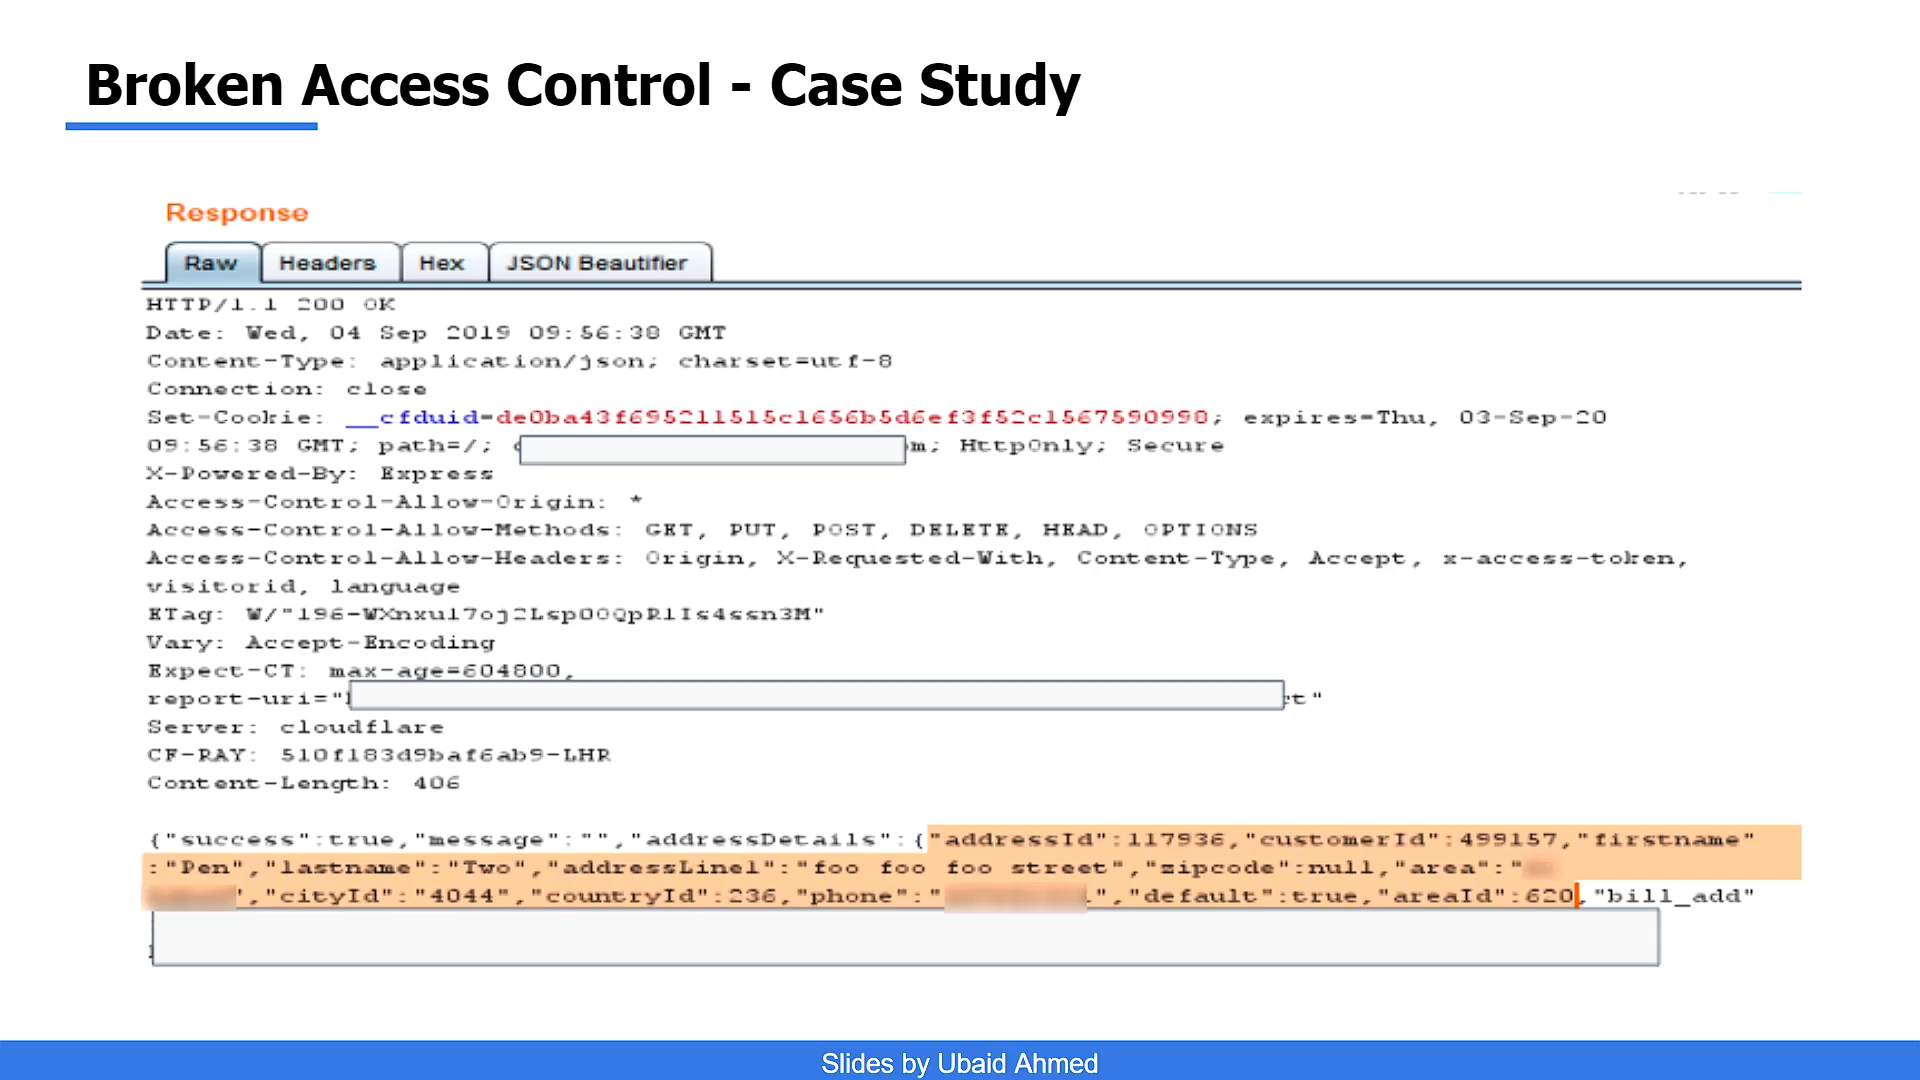 Broken Access Control - Case Study
Response
Raw Headers Hex JSON Beautifier
HTTP/1.1 200 OK
Date: Wed, 04 Sep 2019 09:56:38 GMT
Content-Type: application/json; charset=utf-8
Connection: close
Set-Cookie: __cfduid=de0ba43f695211515c1656b5d6ef3f52c1567590998; expires=Thu, 03-Sep-20
09:56:38 GMT; path=/; m; HttpOnly; Secure
X-Powered-By: Express
Access-Control-Allow-Origin: *
Access-Control-Allow-Methods: GET, PUT, POST, DELETE, HEAD, OPTIONS
Access-Control-Allow-Headers: Origin, X-Requested-With, Content-Type, Accept, x-access-token,
visitorid, language
ETag: W/"196-WXnxul7oj2Lsp00QpR1Is4ssn3M"
Vary: Accept-Encoding
Expect-CT: max-age=604800,
report-uri=" t"
Server: cloudflare
CF-RAY: 510f183d9baf6ab9-LHR
Content-Length: 406
{"success":true,"message":"","addressDetails":{"addressId":117936,"customerId":499157,"firstname"
:"Pen","lastname":"Two","addressLine1":"foo foo foo street","zipcode":null,"area":"
","cityId":"4044","countryId":236,"phone":" ","default":true,"areaId":620,"bill_add"
Slides by Ubaid Ahmed